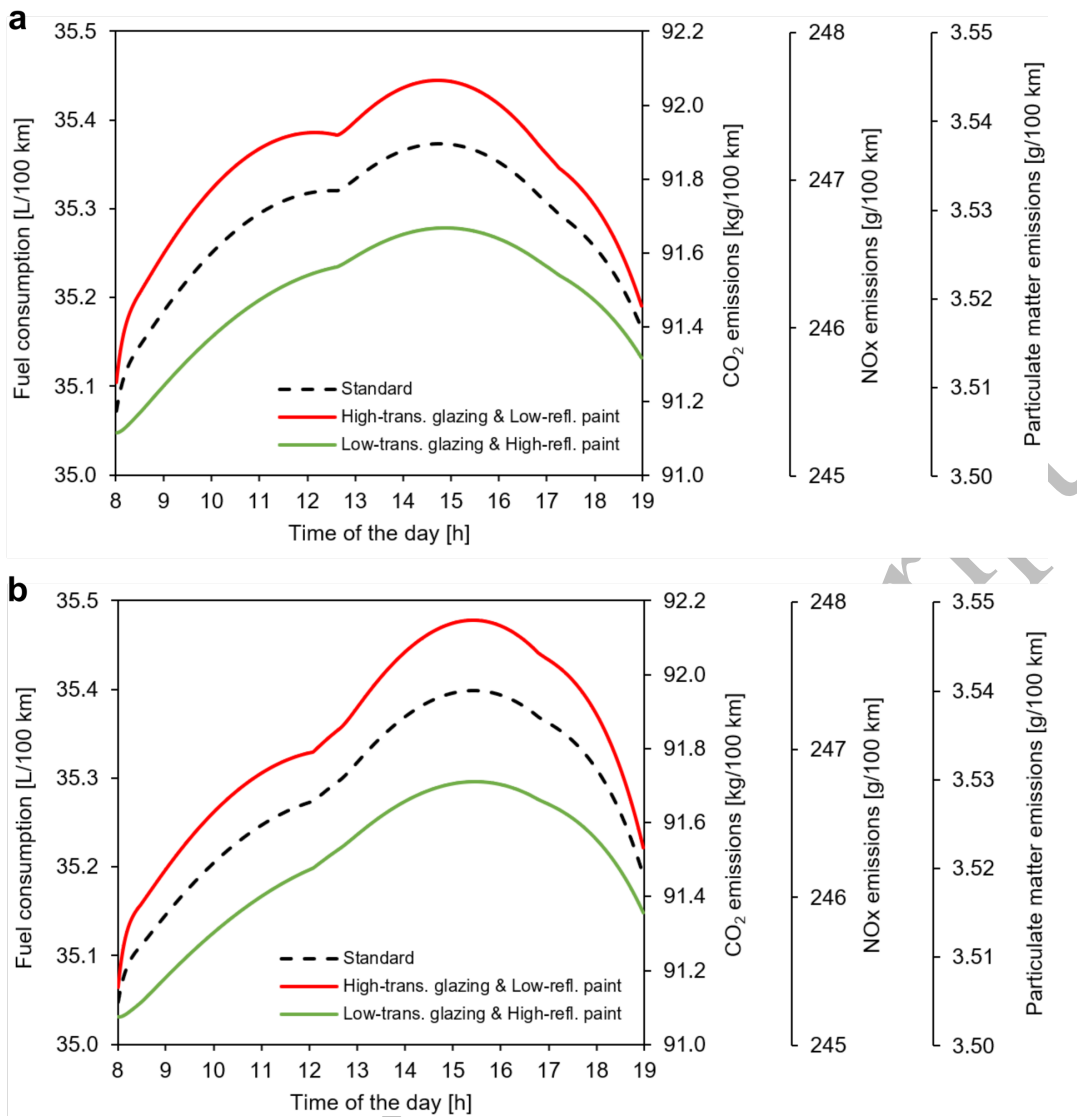 a
35.5
35.4
35.3
35.2
35.1
35.0
Fuel consumption [L/100 km]
8 9 10 11 12 13 14 15 16 17 18 19
Time of the day [h]
Standard
High-trans. glazing & Low-refl. paint
Low-trans. glazing & High-refl. paint
92.2
92.0
91.8
91.6
91.4
91.2
91.0
CO₂ emissions [kg/100 km]
248
247
246
245
NOx emissions [g/100 km]
3.55
3.54
3.53
3.52
3.51
3.50
Particulate matter emissions [g/100 km]
b
35.5
35.4
35.3
35.2
35.1
35.0
Fuel consumption [L/100 km]
8 9 10 11 12 13 14 15 16 17 18 19
Time of the day [h]
Standard
High-trans. glazing & Low-refl. paint
Low-trans. glazing & High-refl. paint
92.2
92.0
91.8
91.6
91.4
91.2
91.0
CO₂ emissions [kg/100 km]
248
247
246
245
NOx emissions [g/100 km]
3.55
3.54
3.53
3.52
3.51
3.50
Particulate matter emissions [g/100 km]